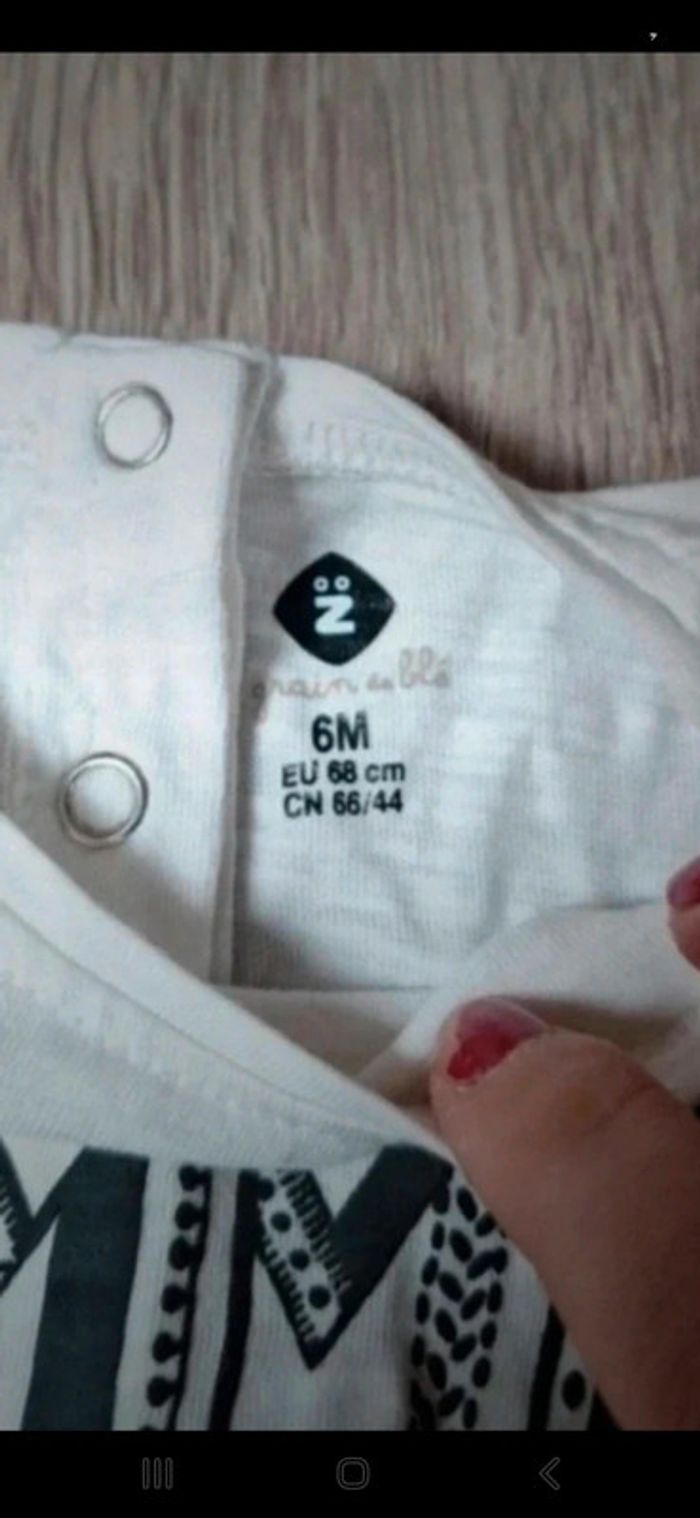 N
grain de blé
6M
EU 68 cm
CN 66/44